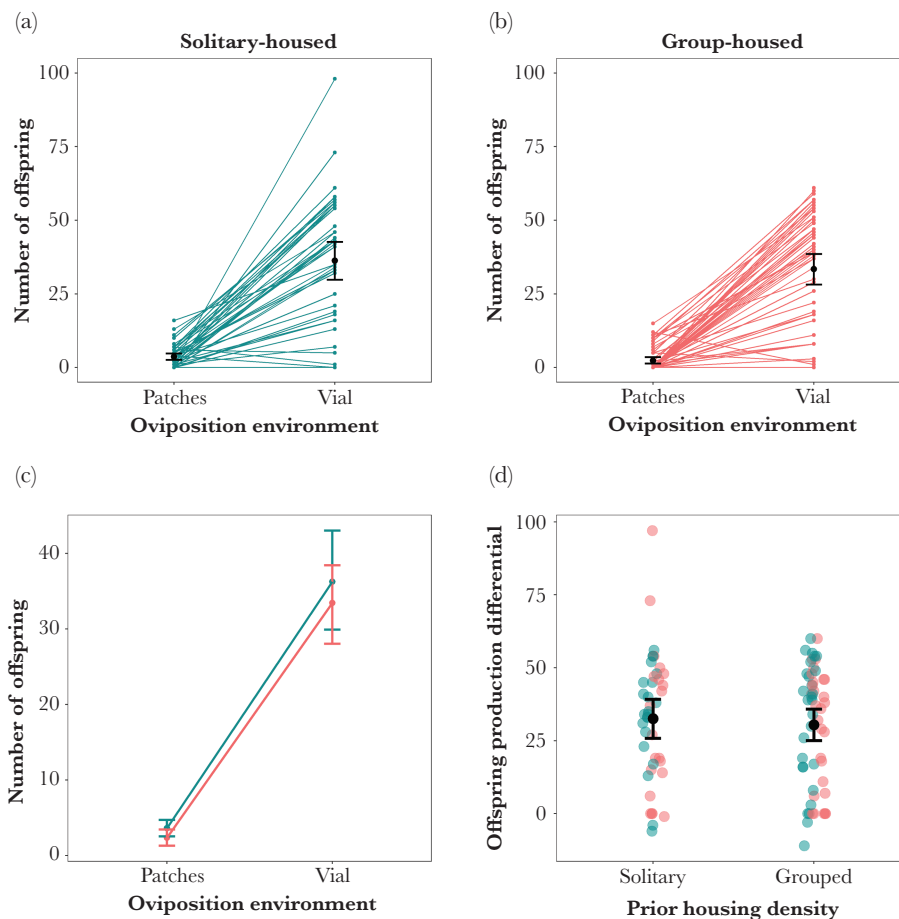 (a)
Solitary-housed
100
75
50
25
0
Number of offspring
Patches
Vial
Oviposition environment
(b)
Group-housed
100
75
50
25
0
Number of offspring
Patches
Vial
Oviposition environment
(c)
40
30
20
10
0
Number of offspring
Patches
Vial
Oviposition environment
(d)
100
75
50
25
0
Offspring production differential
Solitary
Grouped
Prior housing density